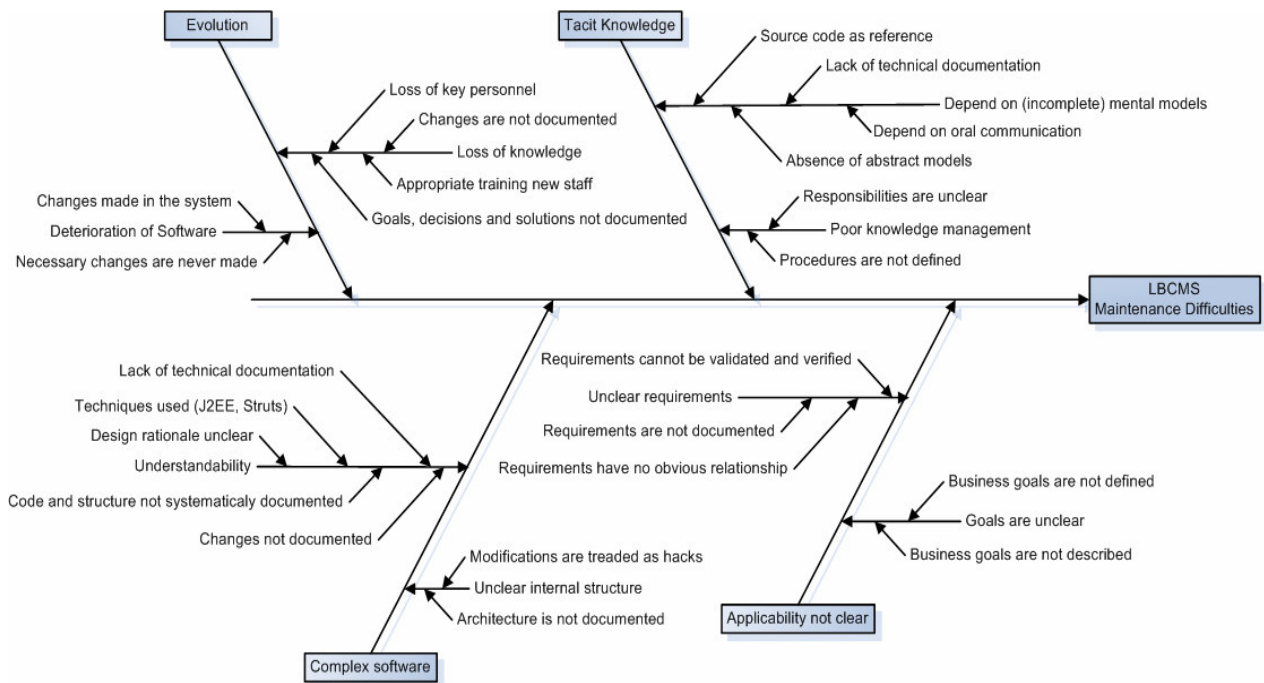 Evolution
Tacit Knowledge
Source code as reference
Lack of technical documentation
Loss of key personnel
Depend on (incomplete) mental models
Changes are not documented
Depend on oral communication
Loss of knowledge
Absence of abstract models
Appropriate training new staff
Responsibilities are unclear
Changes made in the system
Goals, decisions and solutions not documented
Deterioration of Software
Poor knowledge management
Necessary changes are never made
Procedures are not defined
LBCMS
Maintenance Difficulties
Requirements cannot be validated and verified
Lack of technical documentation
Unclear requirements
Techniques used (J2EE, Struts)
Requirements are not documented
Design rationale unclear
Understandability
Requirements have no obvious relationship
Business goals are not defined
Code and structure not systematicaly documented
Goals are unclear
Changes not documented
Business goals are not described
Modifications are treaded as hacks
Unclear internal structure
Architecture is not documented
Applicability not clear
Complex software